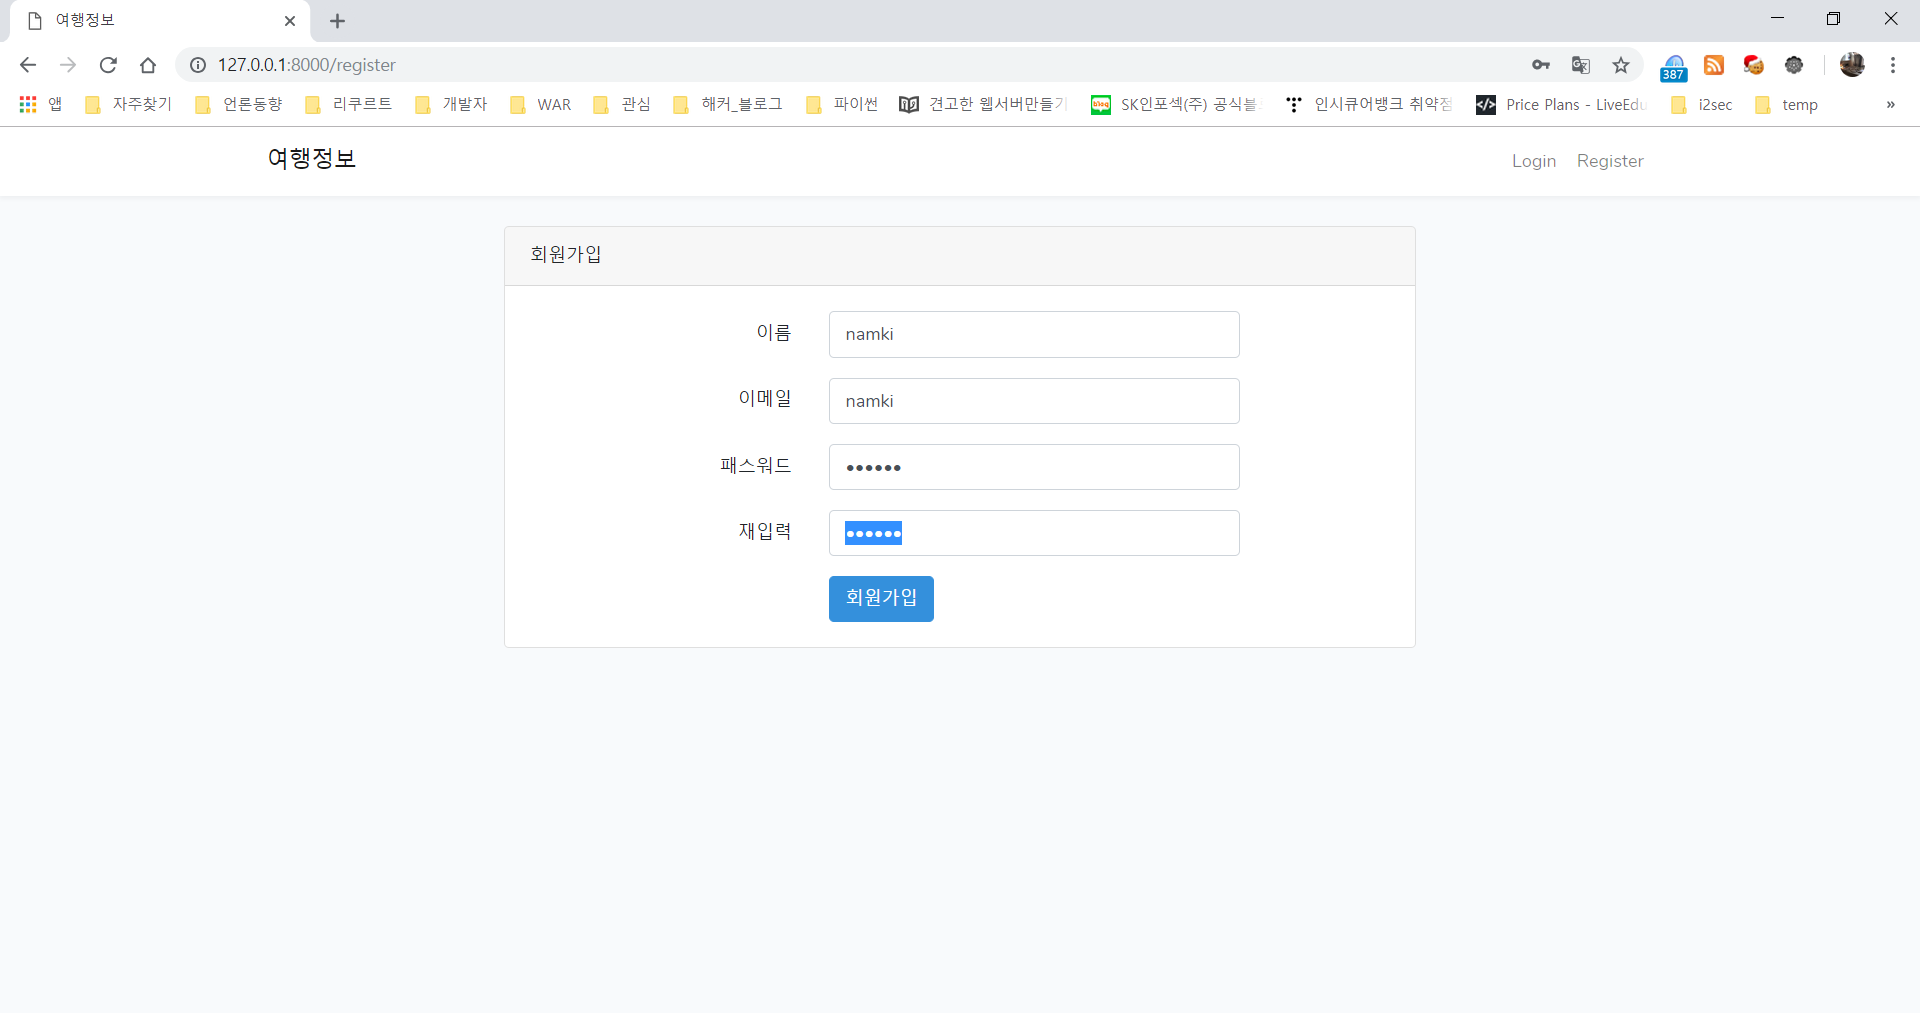 여행정보
127.0.0.1:8000/register
387
앱 자주찾기 언론동향 리쿠르트 개발자 WAR 관심 해커_블로그 파이썬 견고한 웹서버만들기 blog SK인포섹(주) 공식블 인시큐어뱅크 취약점 Price Plans - LiveEdu i2sec temp »
여행정보 Login Register
회원가입
이름 namki
이메일 namki
패스워드 ••••••
재입력 ••••••
회원가입